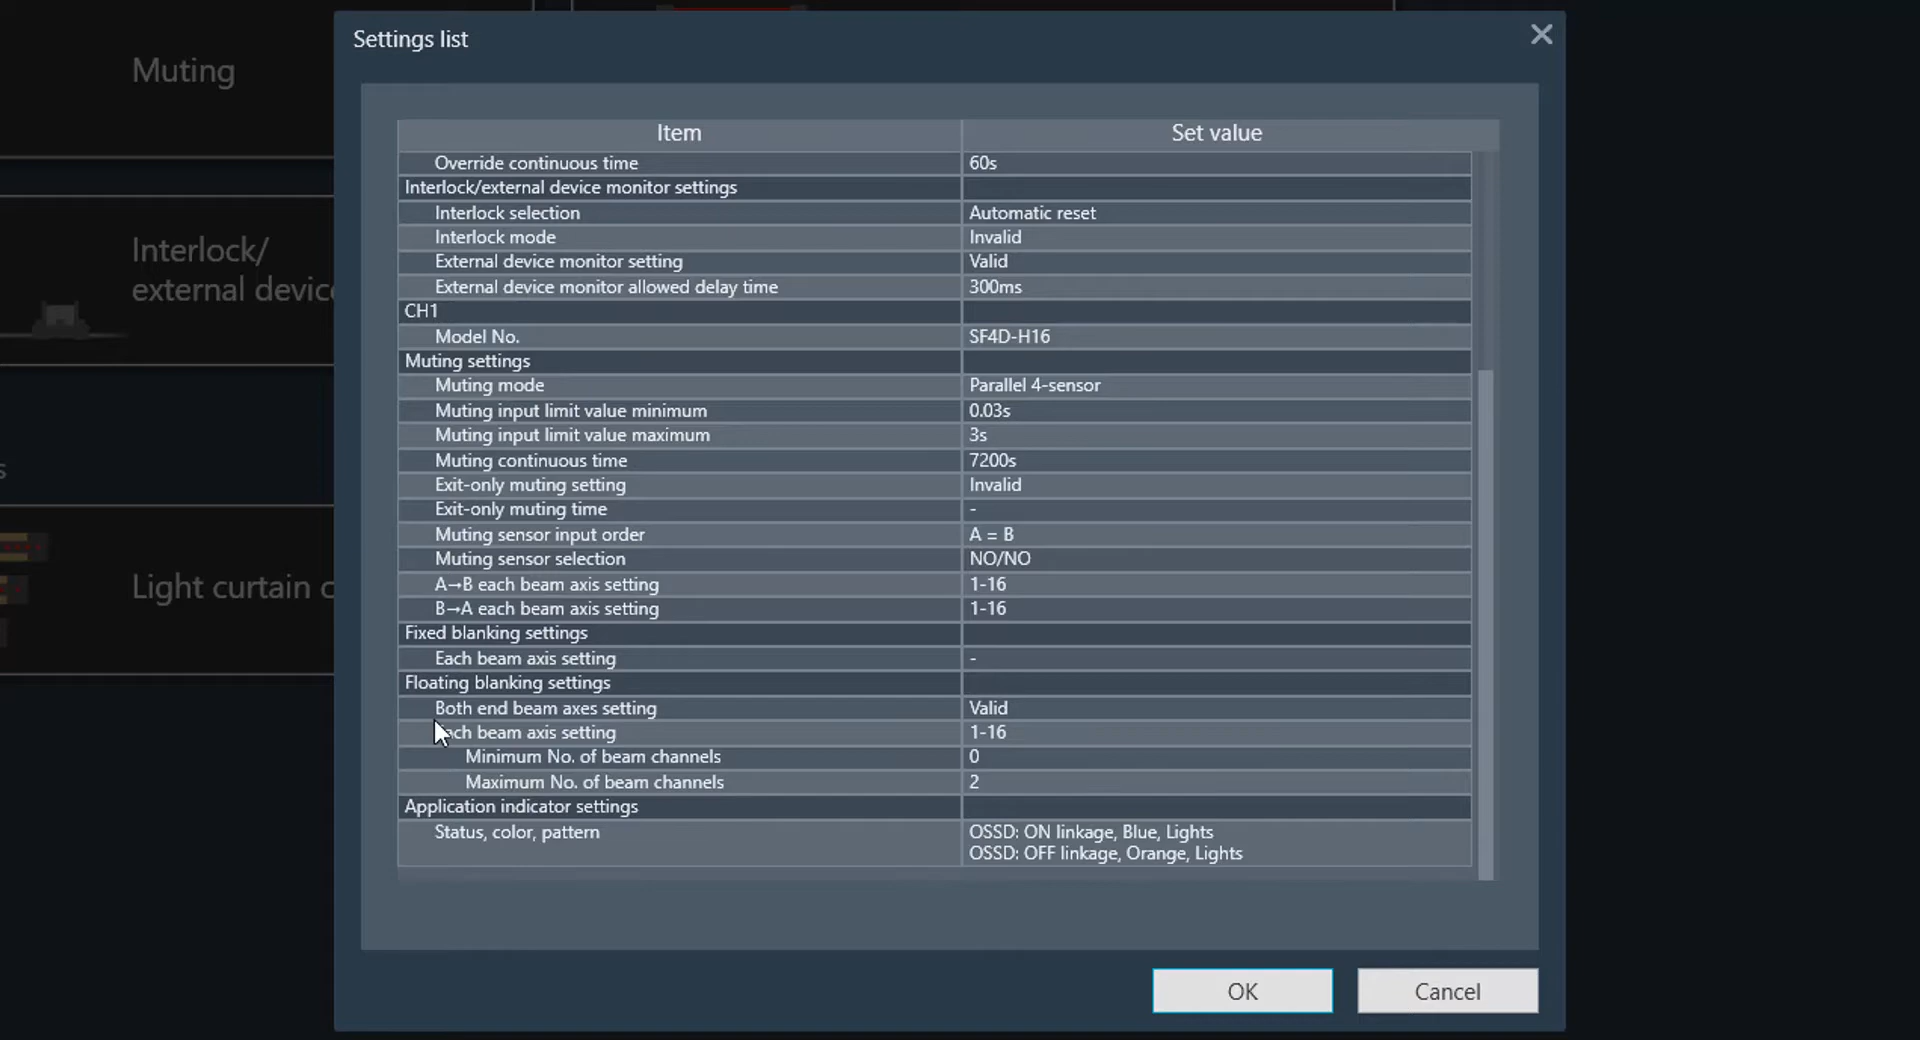 Settings list
Muting
Item Set value
Override continuous time 60s
Interlock/external device monitor settings
Interlock selection Automatic reset
Interlock mode Invalid
External device monitor setting Valid
External device monitor allowed delay time 300ms
CH1
Model No. SF4D-H16
Muting settings
Muting mode Parallel 4-sensor
Muting input limit value minimum 0.03s
Muting input limit value maximum 3s
Muting continuous time 7200s
Exit-only muting setting Invalid
Exit-only muting time -
Muting sensor input order A = B
Muting sensor selection NO/NO
A→B each beam axis setting 1-16
B→A each beam axis setting 1-16
Fixed blanking settings
Each beam axis setting -
Floating blanking settings
Both end beam axes setting Valid
ach beam axis setting 1-16
Minimum No. of beam channels 0
Maximum No. of beam channels 2
Application indicator settings
Status, color, pattern OSSD: ON linkage, Blue, Lights
OSSD: OFF linkage, Orange, Lights
Interlock/
external device
s
Light curtain c
OK Cancel